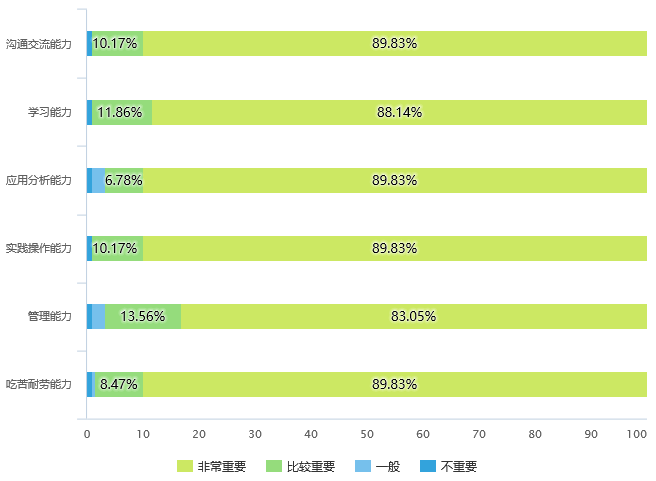 沟通交流能力 10.17% 89.83%
学习能力 11.86% 88.14%
应用分析能力 6.78% 89.83%
实践操作能力 10.17% 89.83%
管理能力 13.56% 83.05%
吃苦耐劳能力 8.47% 89.83%
0 10 20 30 40 50 60 70 80 90 100
非常重要 比较重要 一般 不重要